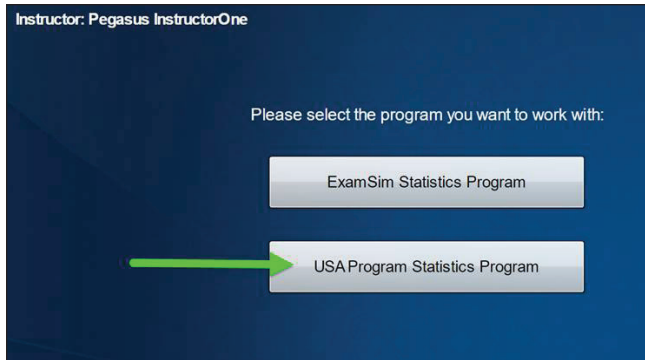 Instructor: Pegasus InstructorOne
Please select the program you want to work with:
ExamSim Statistics Program
USA Program Statistics Program